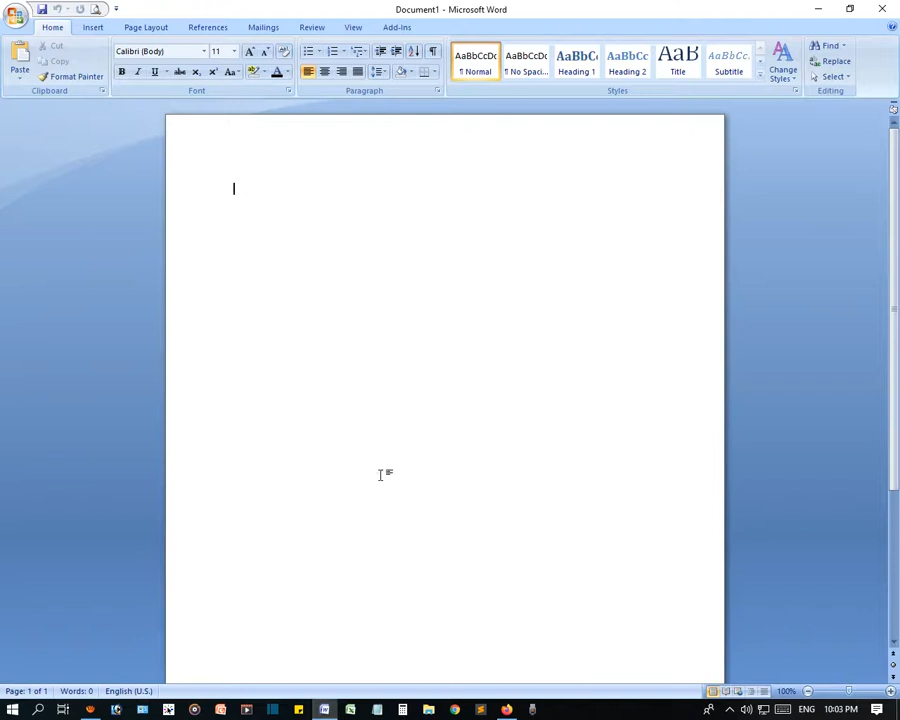 Document1 - Microsoft Word
Home Insert Page Layout References Mailings Review View Add-Ins
Paste
Cut
Copy
Format Painter
Clipboard
Calibri (Body) 11
Font
Paragraph
AaBbCcDc AaBbCcDc AaBbCc AaBbCc AaB AaBbCc.
¶ Normal ¶ No Spaci... Heading 1 Heading 2 Title Subtitle
Change
Styles
Styles
Find
Replace
Select
Editing
Page: 1 of 1 Words: 0 English (U.S.) 100%
ENG 10:03 PM